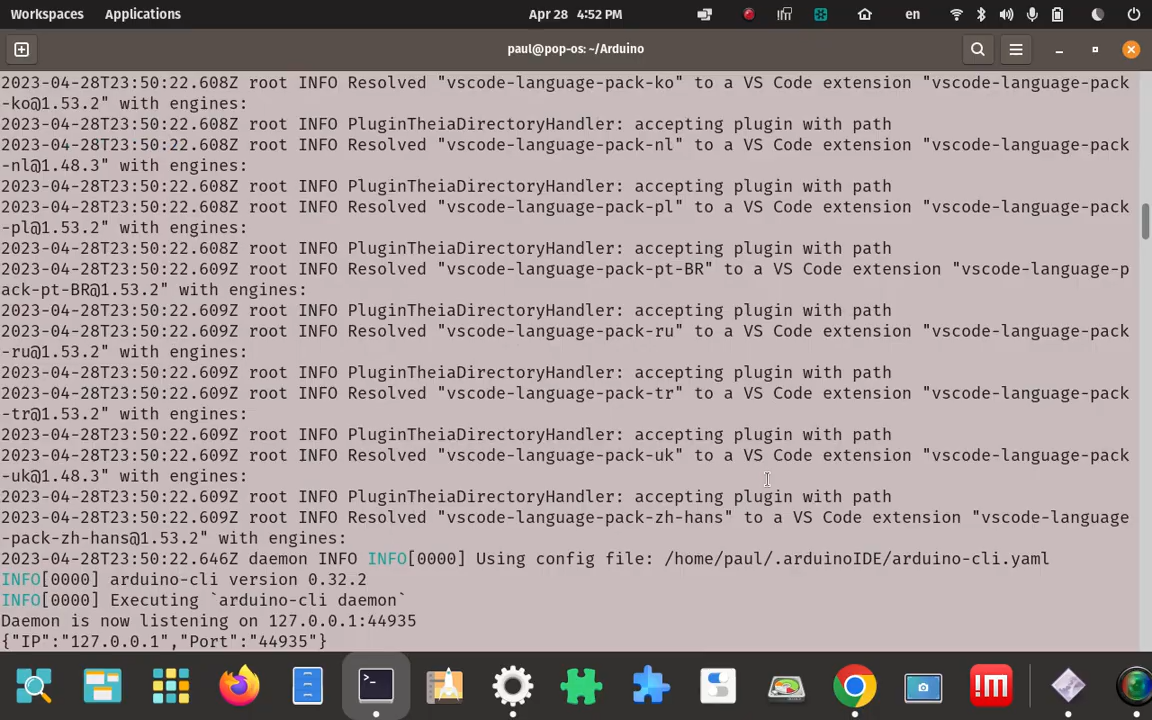 Workspaces Applications Apr 28 4:52 PM en
paul@pop-os: ~/Arduino
2023-04-28T23:50:22.608Z root INFO Resolved "vscode-language-pack-ko" to a VS Code extension "vscode-language-pack
-ko@1.53.2" with engines:
2023-04-28T23:50:22.608Z root INFO PluginTheiaDirectoryHandler: accepting plugin with path
2023-04-28T23:50:22.608Z root INFO Resolved "vscode-language-pack-nl" to a VS Code extension "vscode-language-pack
-nl@1.48.3" with engines:
2023-04-28T23:50:22.608Z root INFO PluginTheiaDirectoryHandler: accepting plugin with path
2023-04-28T23:50:22.608Z root INFO Resolved "vscode-language-pack-pl" to a VS Code extension "vscode-language-pack
-pl@1.53.2" with engines:
2023-04-28T23:50:22.608Z root INFO PluginTheiaDirectoryHandler: accepting plugin with path
2023-04-28T23:50:22.609Z root INFO Resolved "vscode-language-pack-pt-BR" to a VS Code extension "vscode-language-p
ack-pt-BR@1.53.2" with engines:
2023-04-28T23:50:22.609Z root INFO PluginTheiaDirectoryHandler: accepting plugin with path
2023-04-28T23:50:22.609Z root INFO Resolved "vscode-language-pack-ru" to a VS Code extension "vscode-language-pack
-ru@1.53.2" with engines:
2023-04-28T23:50:22.609Z root INFO PluginTheiaDirectoryHandler: accepting plugin with path
2023-04-28T23:50:22.609Z root INFO Resolved "vscode-language-pack-tr" to a VS Code extension "vscode-language-pack
-tr@1.53.2" with engines:
2023-04-28T23:50:22.609Z root INFO PluginTheiaDirectoryHandler: accepting plugin with path
2023-04-28T23:50:22.609Z root INFO Resolved "vscode-language-pack-uk" to a VS Code extension "vscode-language-pack
-uk@1.48.3" with engines:
2023-04-28T23:50:22.609Z root INFO PluginTheiaDirectoryHandler: accepting plugin with path
2023-04-28T23:50:22.609Z root INFO Resolved "vscode-language-pack-zh-hans" to a VS Code extension "vscode-language
-pack-zh-hans@1.53.2" with engines:
2023-04-28T23:50:22.646Z daemon INFO INFO[0000] Using config file: /home/paul/.arduinoIDE/arduino-cli.yaml
INFO[0000] arduino-cli version 0.32.2
INFO[0000] Executing `arduino-cli daemon`
Daemon is now listening on 127.0.0.1:44935
{"IP":"127.0.0.1","Port":"44935"}
>_ !M